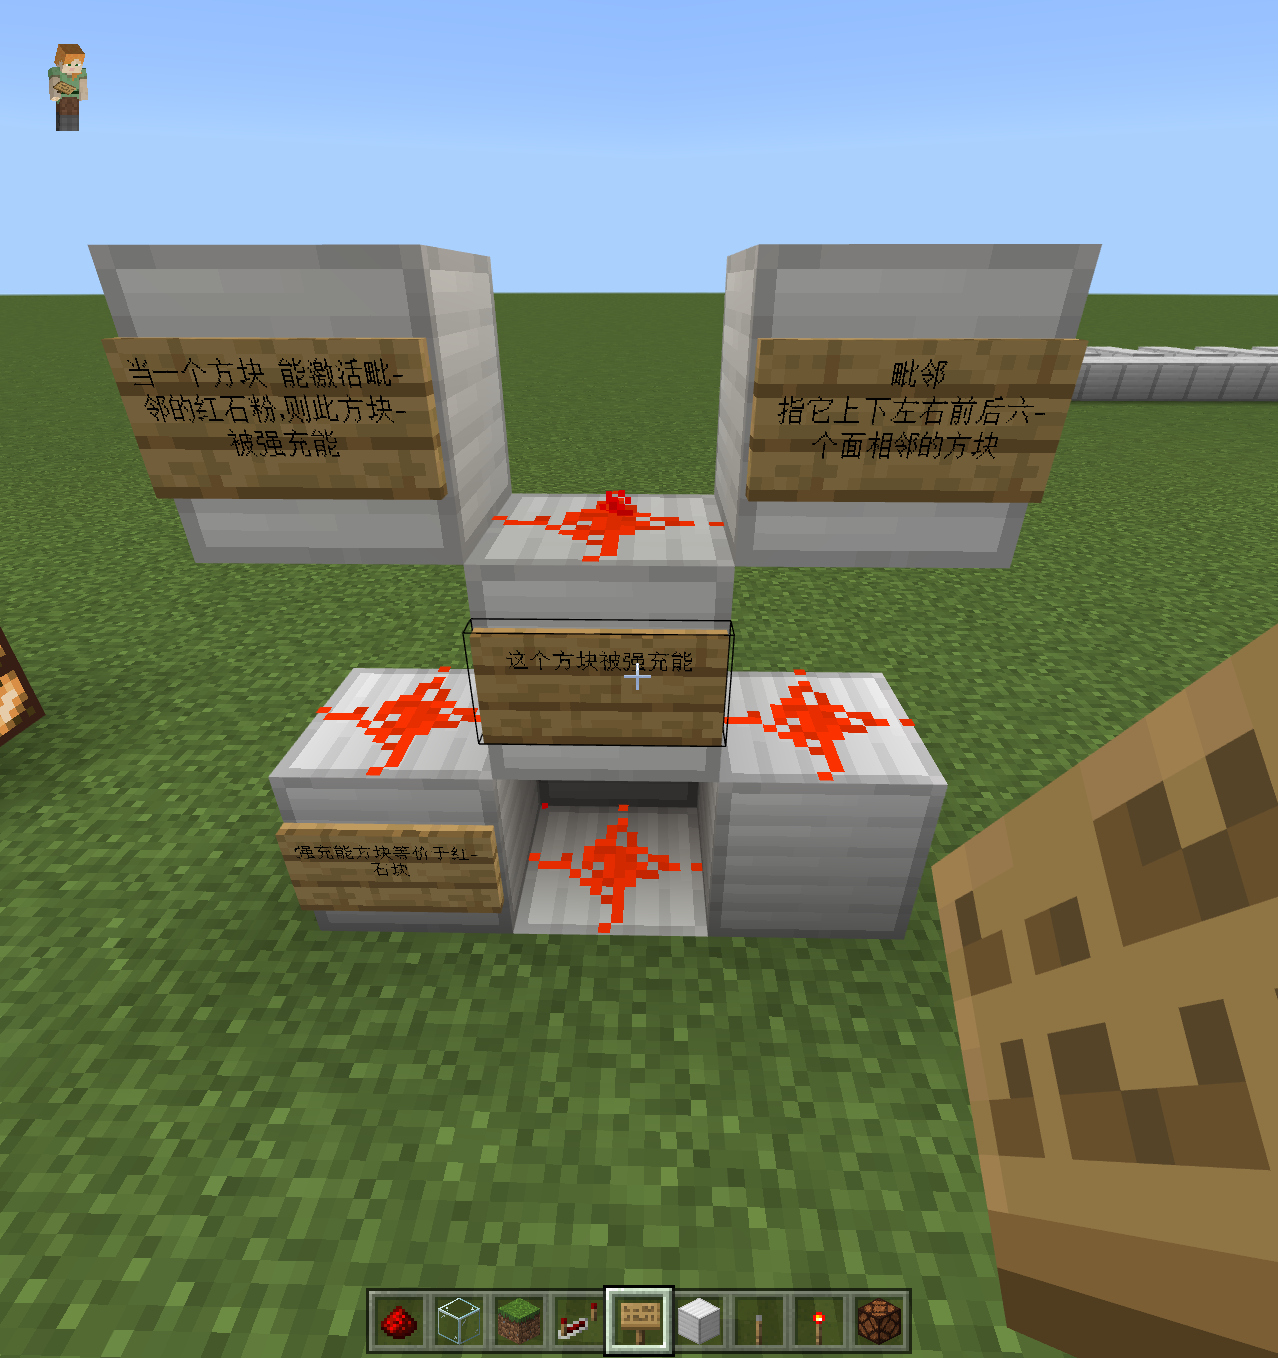 当一个方块 能激活毗-
邻的红石粉,则此方块-
被强充能
毗邻
指它上下左右前后六-
个面相邻的方块
这个方块被强充能
强充能方块等价于红-
石块